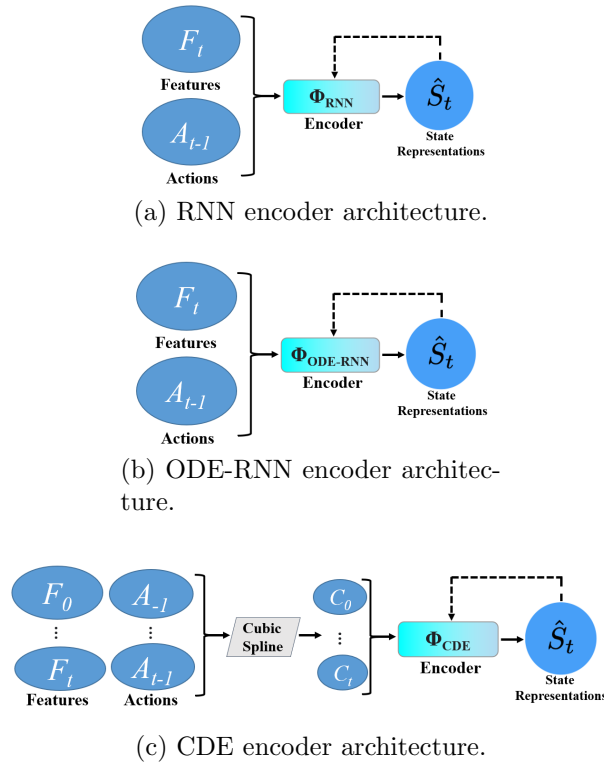 F_t
Features
Φ_RNN
Encoder
Ŝ_t
State
Representations
A_{t-1}
Actions
(a) RNN encoder architecture.
F_t
Features
Φ_ODE-RNN
Encoder
Ŝ_t
State
Representations
A_{t-1}
Actions
(b) ODE-RNN encoder architec-
ture.
F_0 A_{-1}
⋮ ⋮
F_t A_{t-1}
Features Actions
Cubic
Spline
C_0
⋮
C_t
Φ_CDE
Encoder
Ŝ_t
State
Representations
(c) CDE encoder architecture.